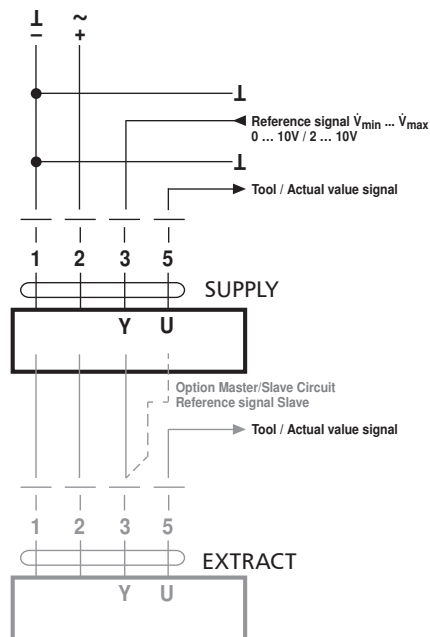 ⊥ ~
– +
⊥
Reference signal V̇min ... V̇max
0 ... 10V / 2 ... 10V
⊥
Tool / Actual value signal
1 2 3 5
SUPPLY
Y U
Option Master/Slave Circuit
Reference signal Slave
Tool / Actual value signal
1 2 3 5
EXTRACT
Y U